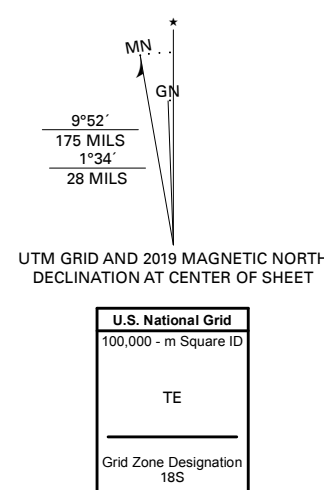 ★
MN
GN
9°52´
175 MILS
1°34´
28 MILS
UTM GRID AND 2019 MAGNETIC NORTH
DECLINATION AT CENTER OF SHEET
U.S. National Grid
100,000 - m Square ID
TE
Grid Zone Designation
18S